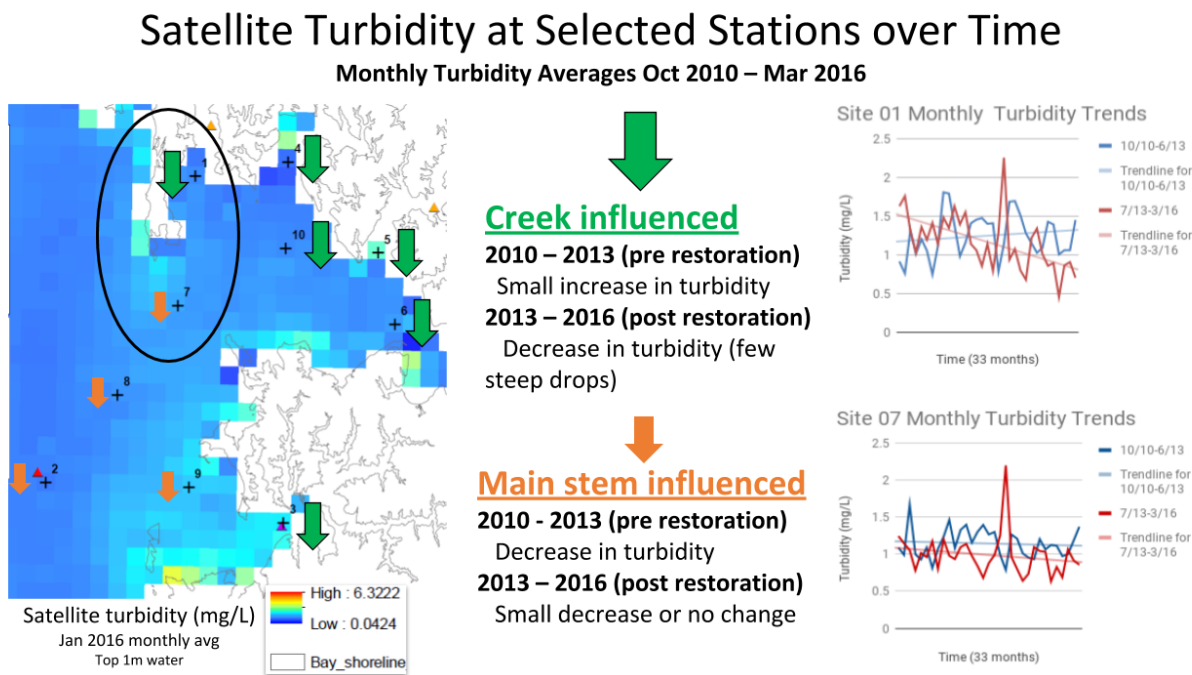 Satellite Turbidity at Selected Stations over Time
Monthly Turbidity Averages Oct 2010 – Mar 2016
1
4
10
5
7
6
8
2
9
3
Satellite turbidity (mg/L)
Jan 2016 monthly avg
Top 1m water
High : 6.3222
Low : 0.0424
Bay_shoreline
Creek influenced
2010 – 2013 (pre restoration)
Small increase in turbidity
2013 – 2016 (post restoration)
Decrease in turbidity (few
steep drops)
Main stem influenced
2010 - 2013 (pre restoration)
Decrease in turbidity
2013 – 2016 (post restoration)
Small decrease or no change
Site 01 Monthly Turbidity Trends
Turbidity (mg/L)
2.5
2
1.5
1
0.5
0
Time (33 months)
10/10-6/13
Trendline for
10/10-6/13
7/13-3/16
Trendline for
7/13-3/16
Site 07 Monthly Turbidity Trends
Turbidity (mg/L)
2.5
2
1.5
1
0.5
0
Time (33 months)
10/10-6/13
Trendline for
10/10-6/13
7/13-3/16
Trendline for
7/13-3/16